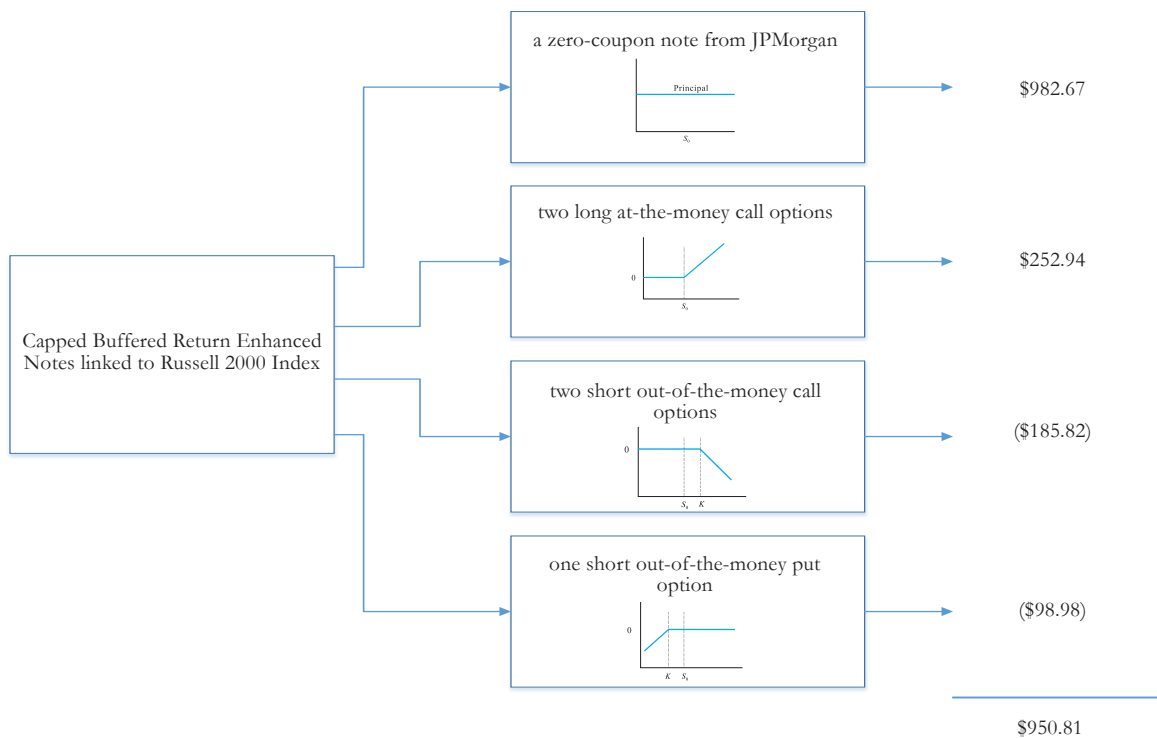 a zero-coupon note from JPMorgan
Principal
S₀
$982.67
two long at-the-money call options
0
S₀
$252.94
Capped Buffered Return Enhanced
Notes linked to Russell 2000 Index
two short out-of-the-money call
options
0
S₀ K
($185.82)
one short out-of-the-money put
option
0
K S₀
($98.98)
$950.81